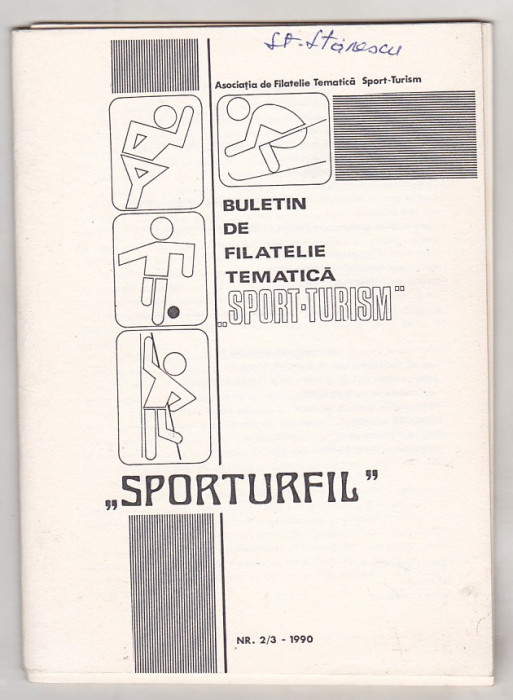 St. Stănescu
Asociația de Filatelie Tematică Sport-Turism
BULETIN
DE
FILATELIE
TEMATICĂ
„SPORT-TURISM”
„SPORTURFIL”
NR. 2/3 - 1990